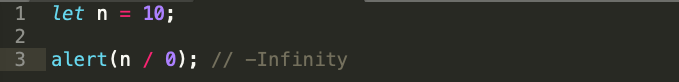 1 let n = 10;
2
3 alert(n / 0); // -Infinity